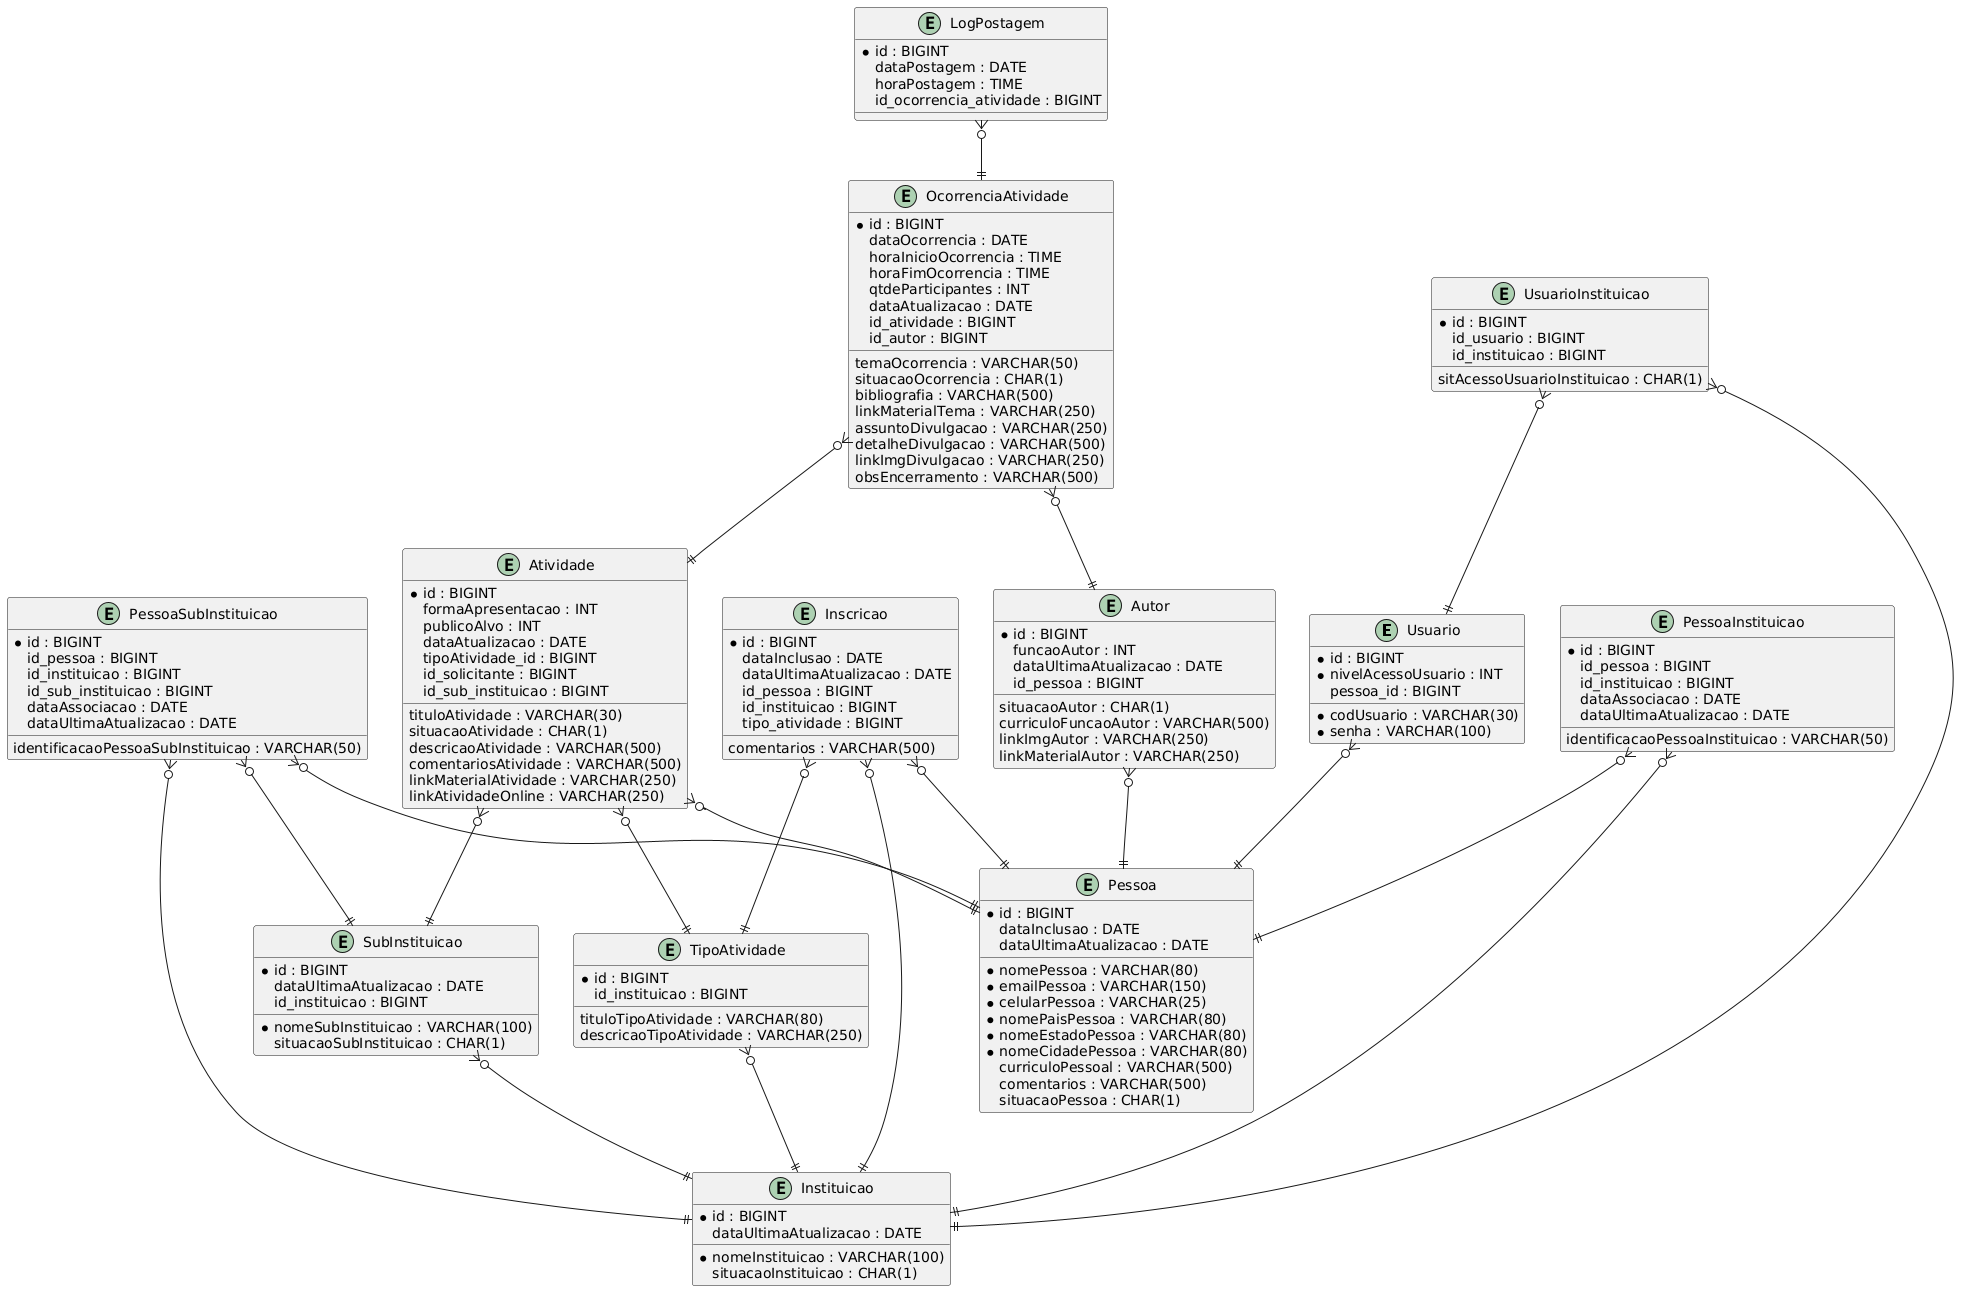 E LogPostagem
id : BIGINT
dataPostagem : DATE
horaPostagem : TIME
id_ocorrencia_atividade : BIGINT
E OcorrenciaAtividade
id : BIGINT
dataOcorrencia : DATE
horaInicioOcorrencia : TIME
horaFimOcorrencia : TIME
qtdeParticipantes : INT
dataAtualizacao : DATE
id_atividade : BIGINT
id_autor : BIGINT
temaOcorrencia : VARCHAR(50)
situacaoOcorrencia : CHAR(1)
bibliografia : VARCHAR(500)
linkMaterialTema : VARCHAR(250)
assuntoDivulgacao : VARCHAR(250)
detalheDivulgacao : VARCHAR(500)
linkImgDivulgacao : VARCHAR(250)
obsEncerramento : VARCHAR(500)
E UsuarioInstituicao
id : BIGINT
id_usuario : BIGINT
id_instituicao : BIGINT
sitAcessoUsuarioInstituicao : CHAR(1)
E PessoaSubInstituicao
id : BIGINT
id_pessoa : BIGINT
id_instituicao : BIGINT
id_sub_instituicao : BIGINT
dataAssociacao : DATE
dataUltimaAtualizacao : DATE
identificacaoPessoaSubInstituicao : VARCHAR(50)
E Atividade
id : BIGINT
formaApresentacao : INT
publicoAlvo : INT
dataAtualizacao : DATE
tipoAtividade_id : BIGINT
id_solicitante : BIGINT
id_sub_instituicao : BIGINT
tituloAtividade : VARCHAR(30)
situacaoAtividade : CHAR(1)
descricaoAtividade : VARCHAR(500)
comentariosAtividade : VARCHAR(500)
linkMaterialAtividade : VARCHAR(250)
linkAtividadeOnline : VARCHAR(250)
E Inscricao
id : BIGINT
dataInclusao : DATE
dataUltimaAtualizacao : DATE
id_pessoa : BIGINT
id_instituicao : BIGINT
tipo_atividade : BIGINT
comentarios : VARCHAR(500)
E Autor
id : BIGINT
funcaoAutor : INT
dataUltimaAtualizacao : DATE
id_pessoa : BIGINT
situacaoAutor : CHAR(1)
curriculoFuncaoAutor : VARCHAR(500)
linkImgAutor : VARCHAR(250)
linkMaterialAutor : VARCHAR(250)
E Usuario
id : BIGINT
nivelAcessoUsuario : INT
pessoa_id : BIGINT
codUsuario : VARCHAR(30)
senha : VARCHAR(100)
E PessoaInstituicao
id : BIGINT
id_pessoa : BIGINT
id_instituicao : BIGINT
dataAssociacao : DATE
dataUltimaAtualizacao : DATE
identificacaoPessoaInstituicao : VARCHAR(50)
E SubInstituicao
id : BIGINT
dataUltimaAtualizacao : DATE
id_instituicao : BIGINT
nomeSubInstituicao : VARCHAR(100)
situacaoSubInstituicao : CHAR(1)
E TipoAtividade
id : BIGINT
id_instituicao : BIGINT
tituloTipoAtividade : VARCHAR(80)
descricaoTipoAtividade : VARCHAR(250)
E Pessoa
id : BIGINT
dataInclusao : DATE
dataUltimaAtualizacao : DATE
nomePessoa : VARCHAR(80)
emailPessoa : VARCHAR(150)
celularPessoa : VARCHAR(25)
nomePaisPessoa : VARCHAR(80)
nomeEstadoPessoa : VARCHAR(80)
nomeCidadePessoa : VARCHAR(80)
curriculoPessoal : VARCHAR(500)
comentarios : VARCHAR(500)
situacaoPessoa : CHAR(1)
E Instituicao
id : BIGINT
dataUltimaAtualizacao : DATE
nomeInstituicao : VARCHAR(100)
situacaoInstituicao : CHAR(1)